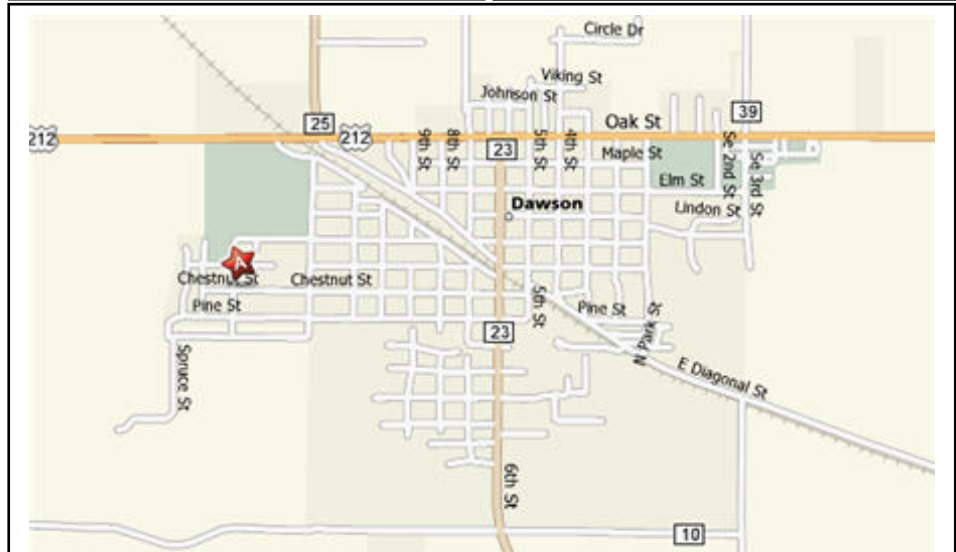 Circle Dr
Viking St
Johnson St
39
25
212
212
Oak St
9th St
8th St
23
5th St
4th St
Maple St
Se 2nd St
Se 3rd St
Elm St
Dawson
Lindon St
A
Chestnut St
Chestnut St
Pine St
5th St
Pine St
23
N Park St
Spruce St
E Diagonal St
6th St
10